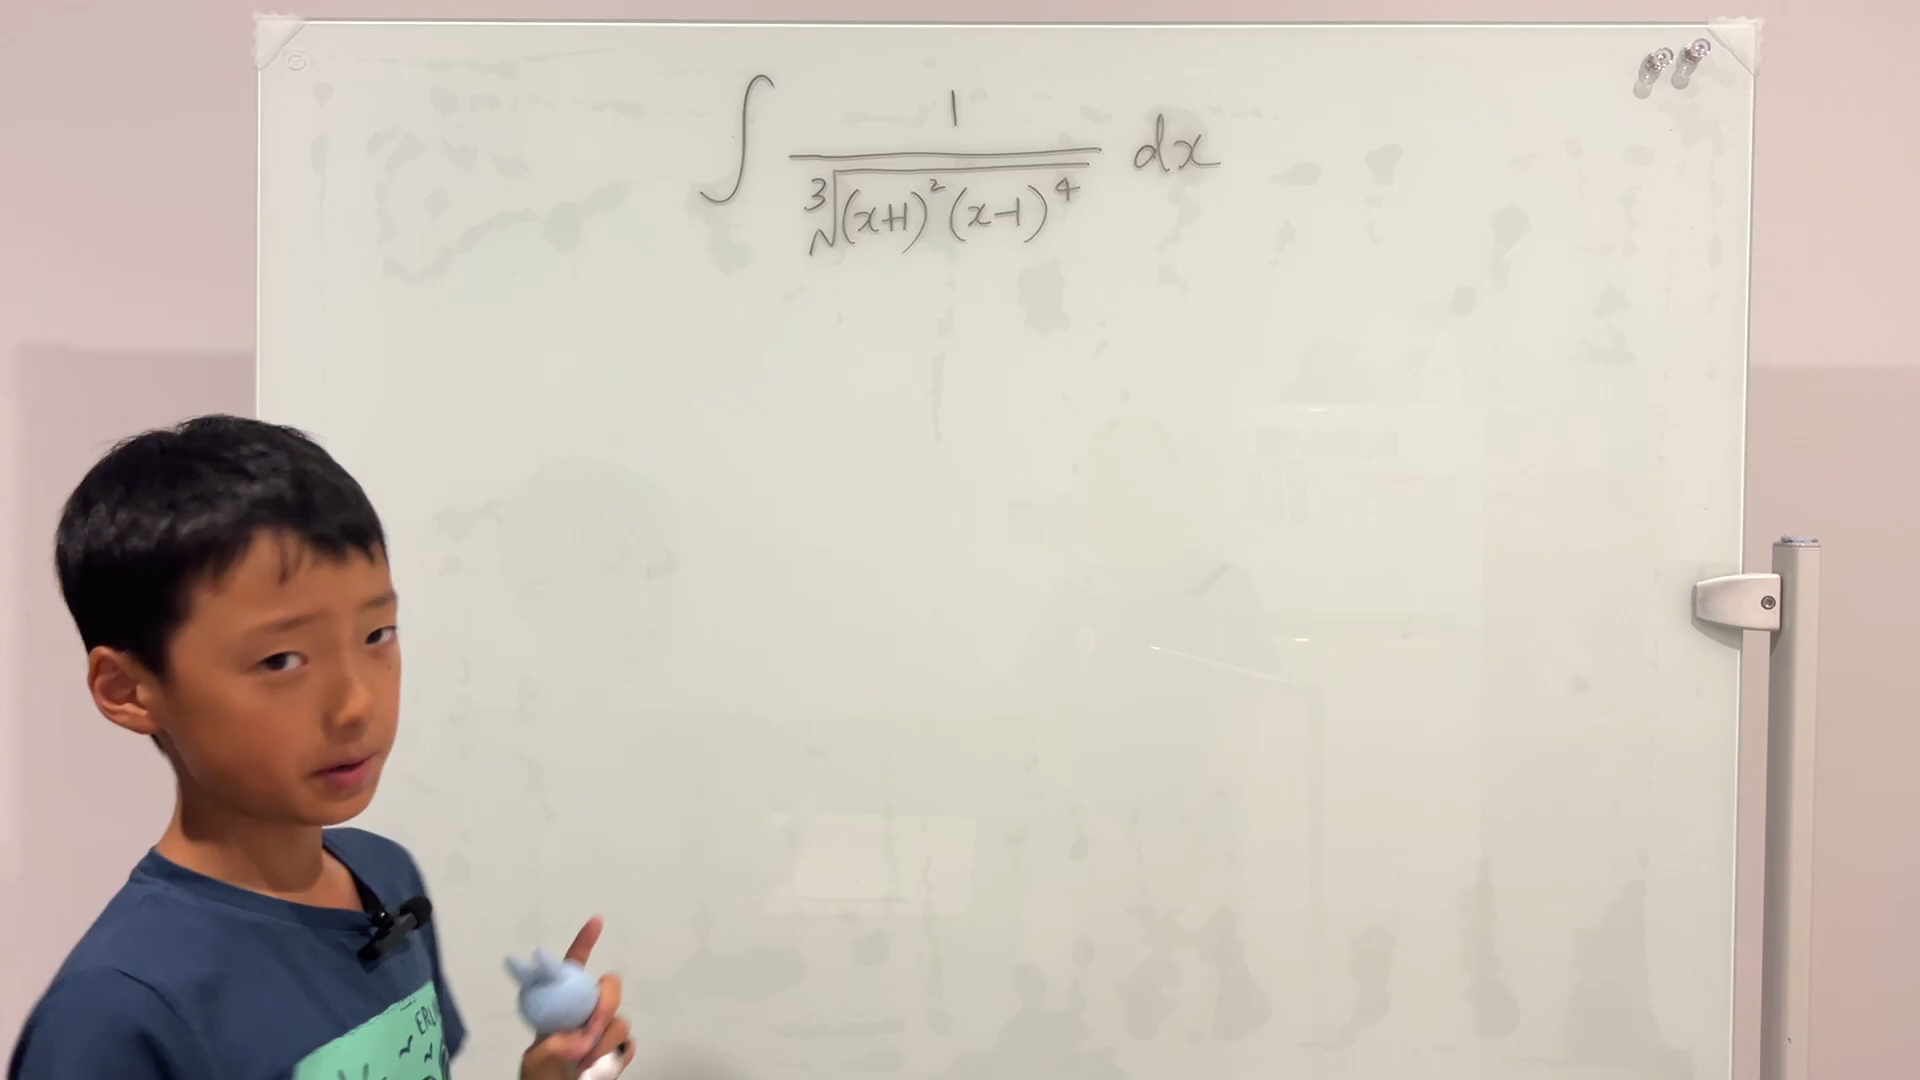 ∫ 1/∛((x+1)²(x-1)⁴) dx